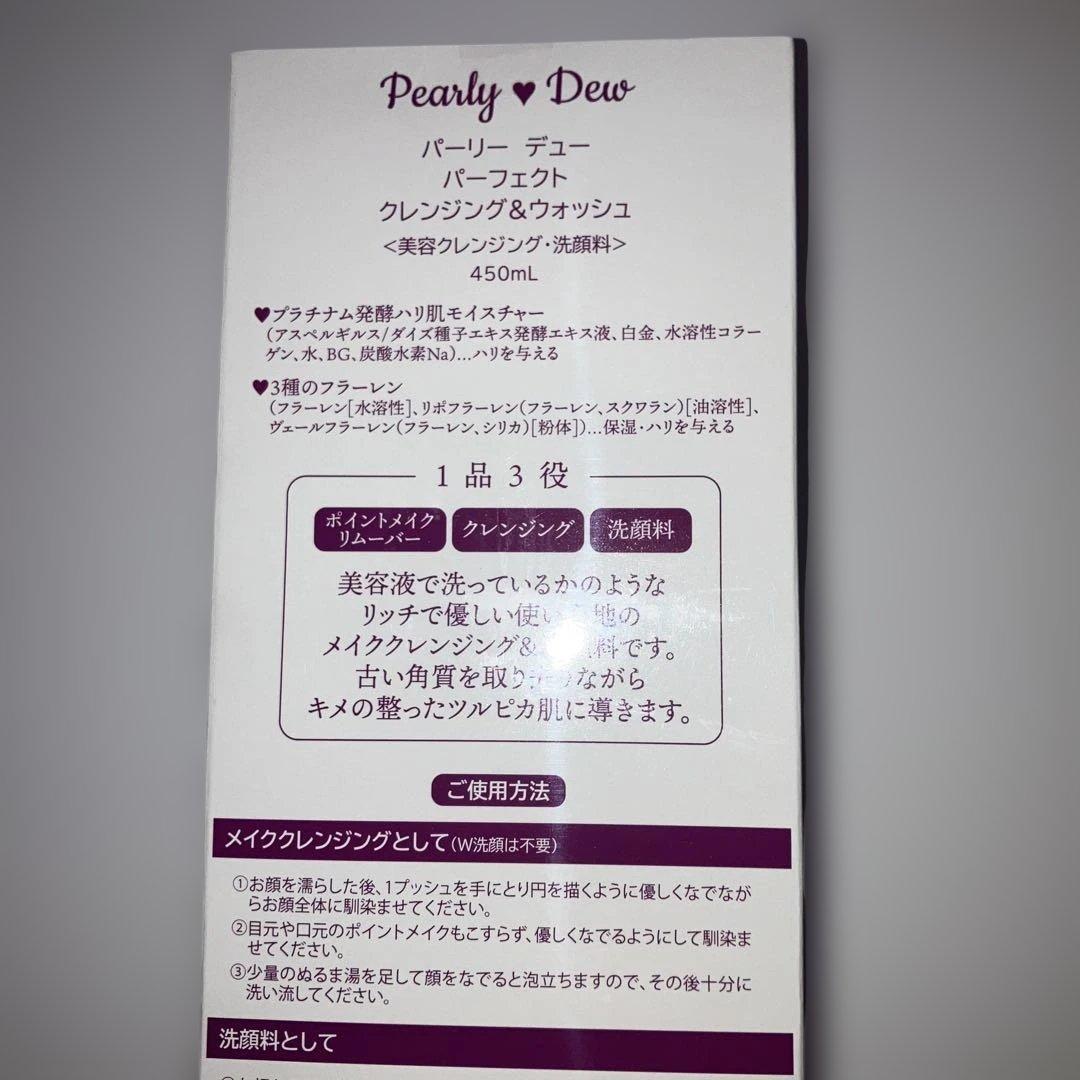 Pearly ♥ Dew
パーリー デュー
パーフェクト
クレンジング&ウォッシュ
<美容クレンジング・洗顔料>
450mL
♥プラチナム発酵ハリ肌モイスチャー
(アスペルギルス/ダイズ種子エキス発酵エキス液、白金、水溶性コラー
ゲン、水、BG、炭酸水素Na)…ハリを与える
♥3種のフラーレン
(フラーレン[水溶性]、リポフラーレン(フラーレン、スクワラン)[油溶性]、
ヴェールフラーレン(フラーレン、シリカ)[粉体])…保湿・ハリを与える
1品3役
ポイントメイク
リムーバー
クレンジング
洗顔料
美容液で洗っているかのような
リッチで優しい使い 地の
メイククレンジング& 料です。
古い角質を取り ながら
キメの整ったツルピカ肌に導きます。
ご使用方法
メイククレンジングとして(W洗顔は不要)
①お顔を濡らした後、1プッシュを手にとり円を描くように優しくなでなが
らお顔全体に馴染ませてください。
②目元や口元のポイントメイクもこすらず、優しくなでるようにして馴染ま
せてください。
③少量のぬるま湯を足して顔をなでると泡立ちますので、その後十分に
洗い流してください。
洗顔料として